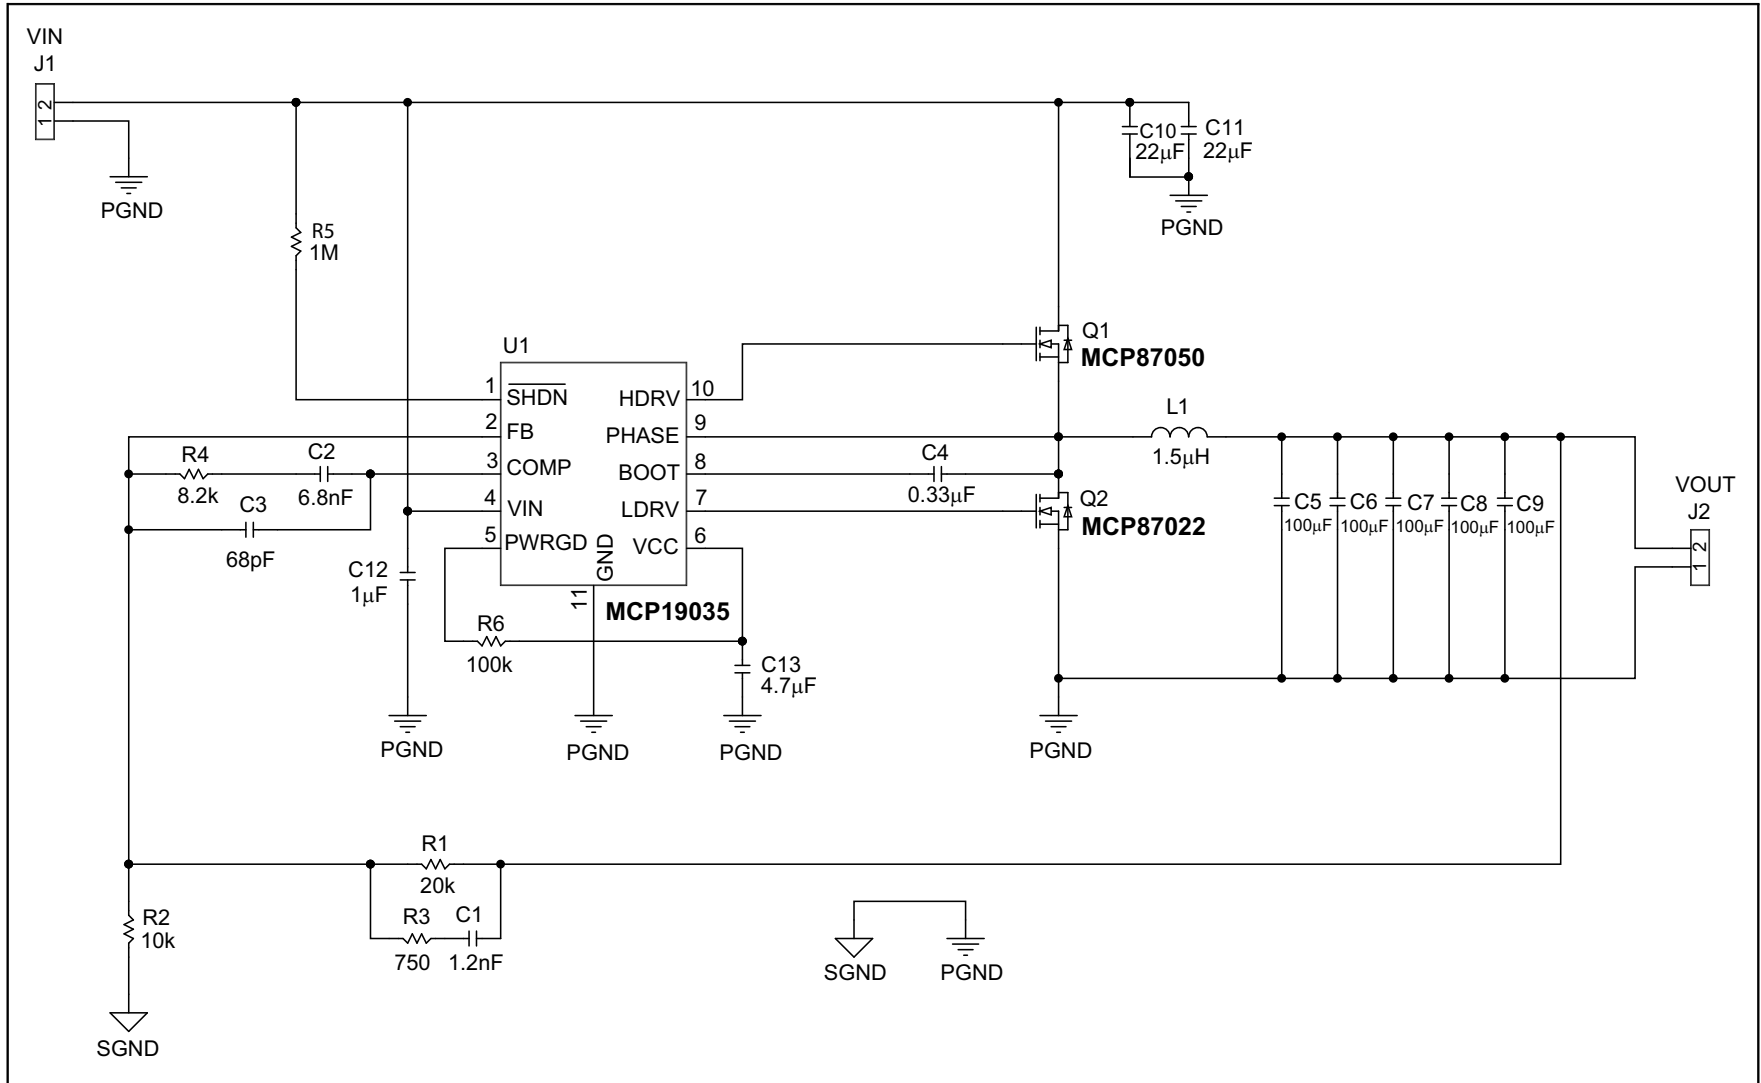 VIN
J1
2
1
PGND
R5
1M
C10
22μF
C11
22μF
PGND
U1
1
SHDN
2
FB
3
COMP
4
VIN
5
PWRGD
GND
11
HDRV
10
PHASE
9
BOOT
8
LDRV
7
VCC
6
MCP19035
Q1
MCP87050
L1
1.5μH
C4
0.33μF
Q2
MCP87022
R4
8.2k
C2
6.8nF
C3
68pF
C12
1μF
R6
100k
C13
4.7μF
C5
100μF
C6
100μF
C7
100μF
C8
100μF
C9
100μF
VOUT
J2
2
1
PGND
PGND
PGND
PGND
R1
20k
R3
750
C1
1.2nF
R2
10k
SGND
SGND
PGND